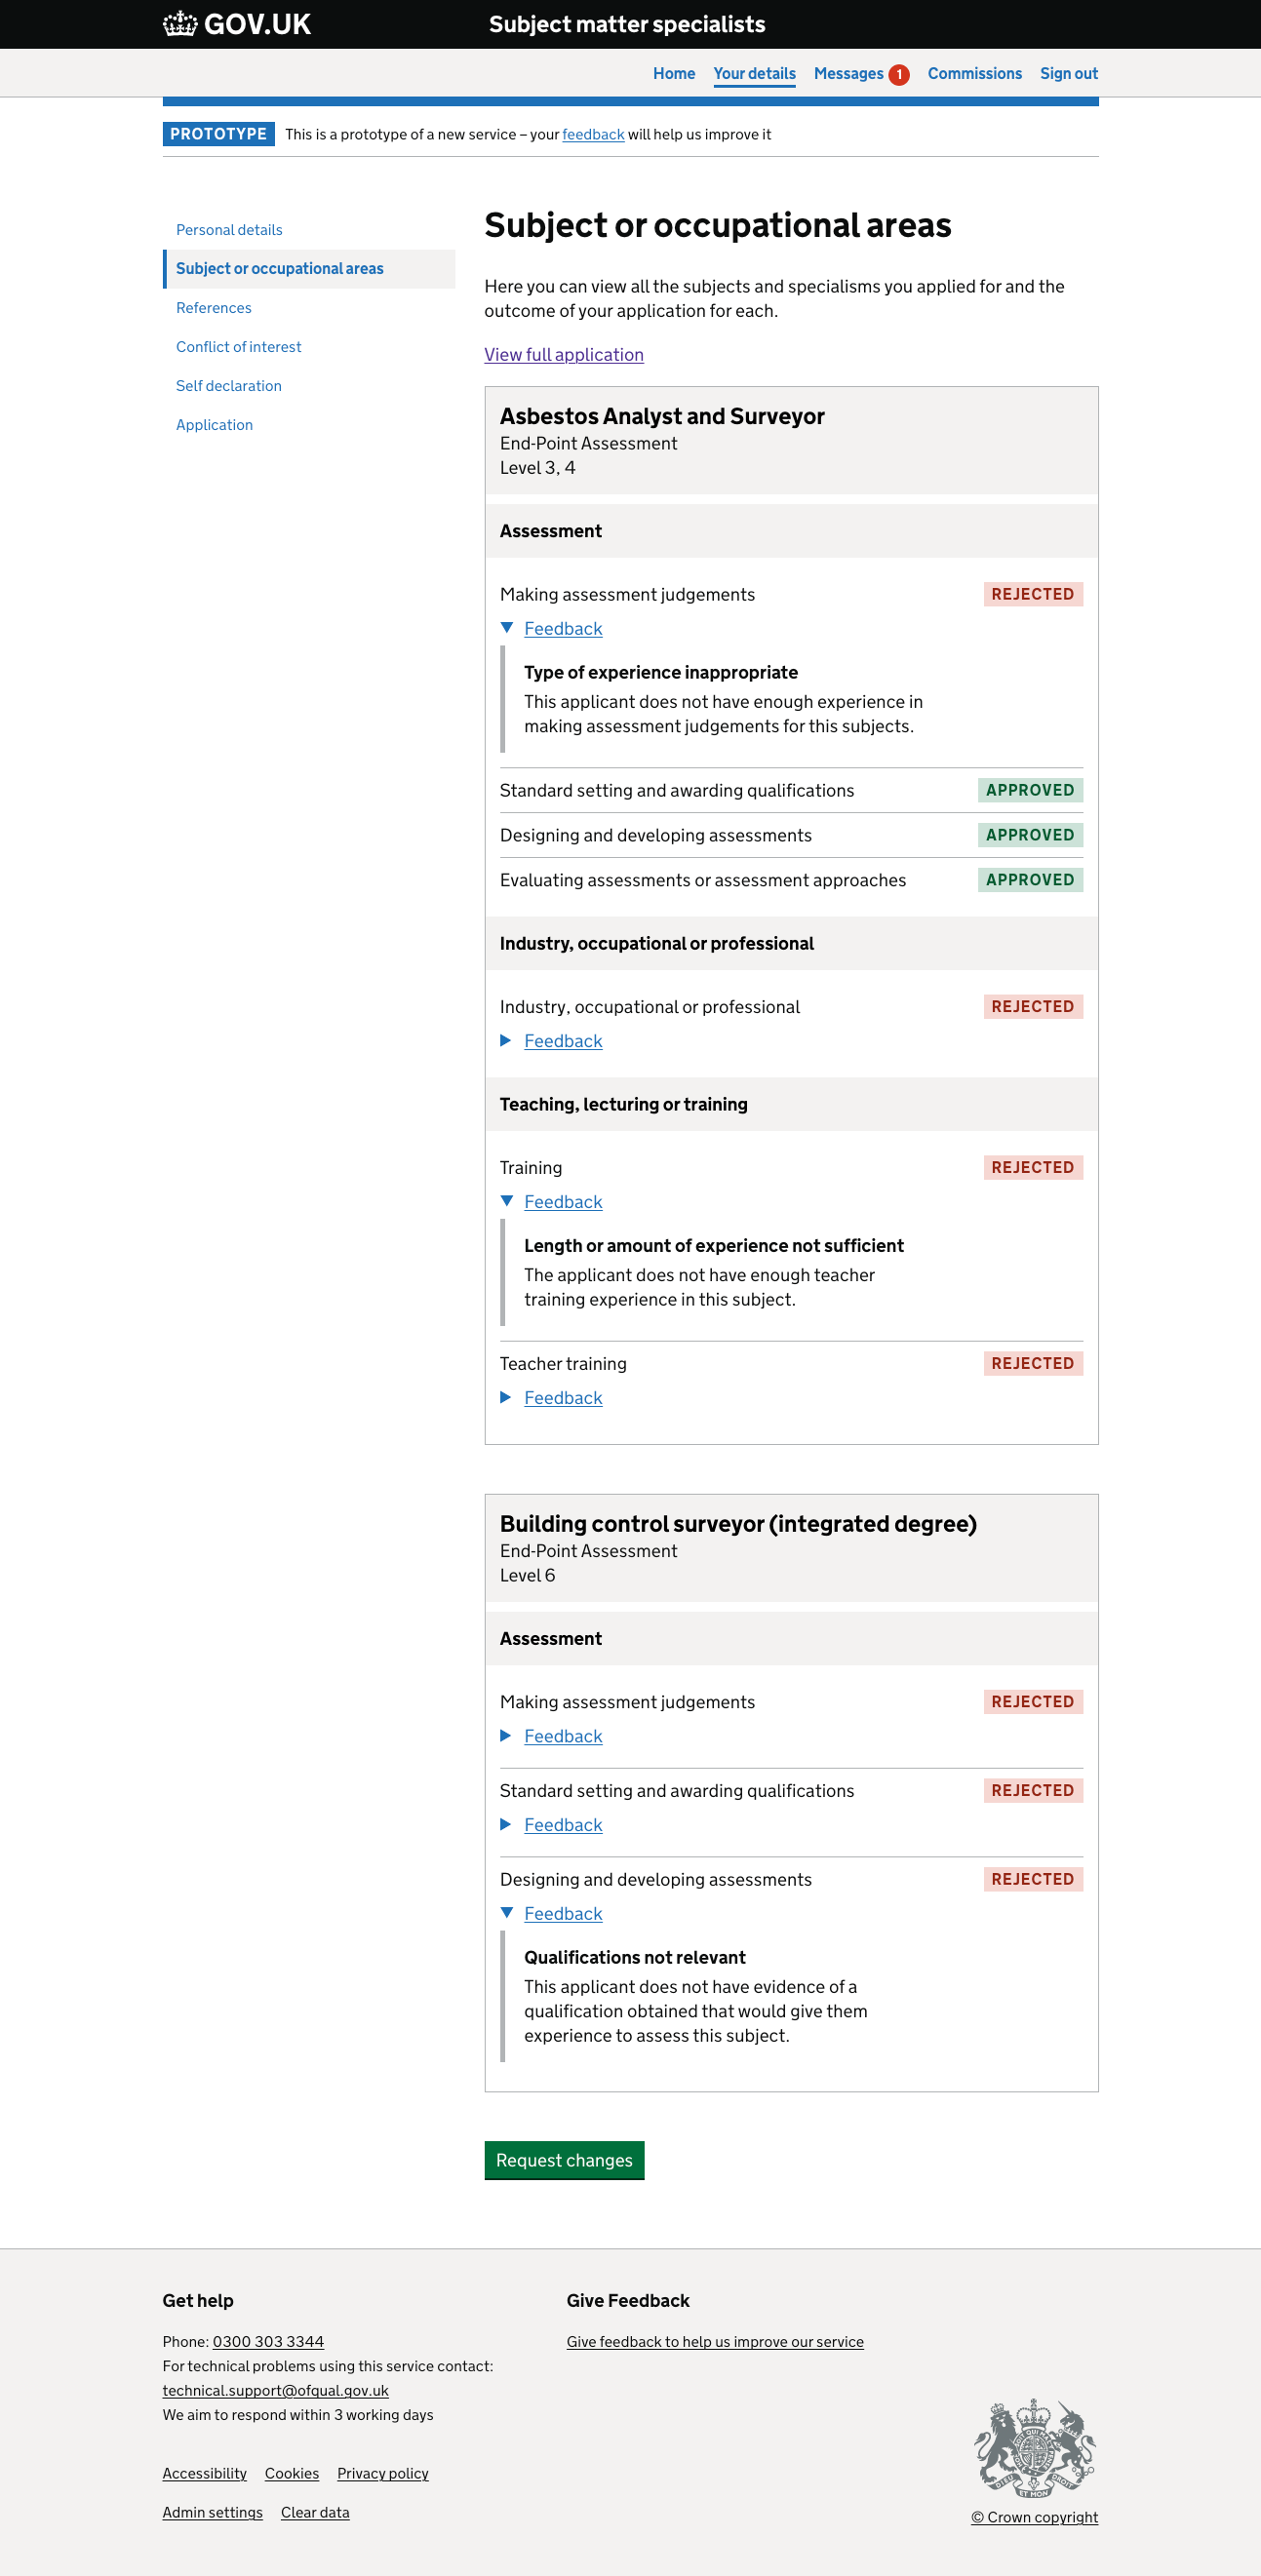 GOV.UK
Subject matter specialists
Home Your details Messages 1 Commissions Sign out
PROTOTYPE This is a prototype of a new service – your feedback will help us improve it
Personal details
Subject or occupational areas
References
Conflict of interest
Self declaration
Application
Subject or occupational areas
Here you can view all the subjects and specialisms you applied for and the
outcome of your application for each.
View full application
Asbestos Analyst and Surveyor
End-Point Assessment
Level 3, 4
Assessment
Making assessment judgements REJECTED
Feedback
Type of experience inappropriate
This applicant does not have enough experience in
making assessment judgements for this subjects.
Standard setting and awarding qualifications APPROVED
Designing and developing assessments APPROVED
Evaluating assessments or assessment approaches APPROVED
Industry, occupational or professional
Industry, occupational or professional REJECTED
Feedback
Teaching, lecturing or training
Training REJECTED
Feedback
Length or amount of experience not sufficient
The applicant does not have enough teacher
training experience in this subject.
Teacher training REJECTED
Feedback
Building control surveyor (integrated degree)
End-Point Assessment
Level 6
Assessment
Making assessment judgements REJECTED
Feedback
Standard setting and awarding qualifications REJECTED
Feedback
Designing and developing assessments REJECTED
Feedback
Qualifications not relevant
This applicant does not have evidence of a
qualification obtained that would give them
experience to assess this subject.
Request changes
Get help
Phone: 0300 303 3344
For technical problems using this service contact:
technical.support@ofqual.gov.uk
We aim to respond within 3 working days
Accessibility Cookies Privacy policy
Admin settings Clear data
Give Feedback
Give feedback to help us improve our service
DIEU ET MON DROIT
© Crown copyright